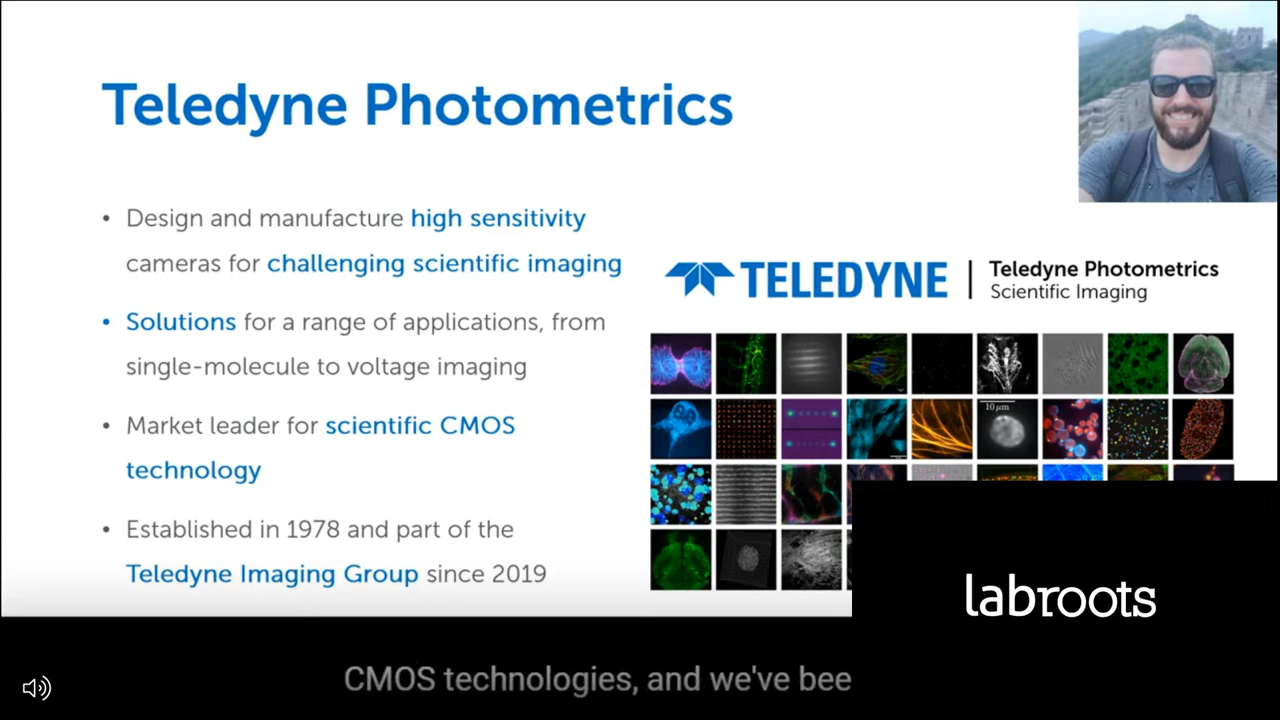 Teledyne Photometrics
• Design and manufacture high sensitivity
cameras for challenging scientific imaging
• Solutions for a range of applications, from
single-molecule to voltage imaging
• Market leader for scientific CMOS
technology
• Established in 1978 and part of the
Teledyne Imaging Group since 2019
TELEDYNE
Teledyne Photometrics
Scientific Imaging
10 μm
labroots
CMOS technologies, and we've bee